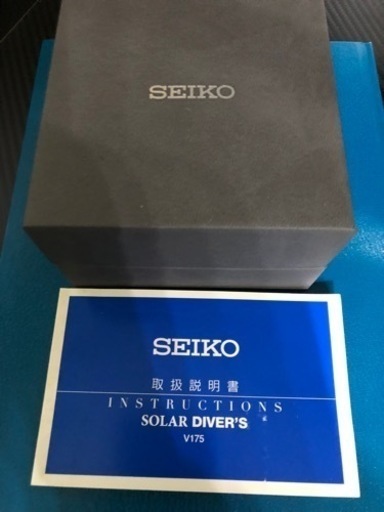 SEIKO
SEIKO
取扱説明書
INSTRUCTIONS
SOLAR DIVER'S
V175